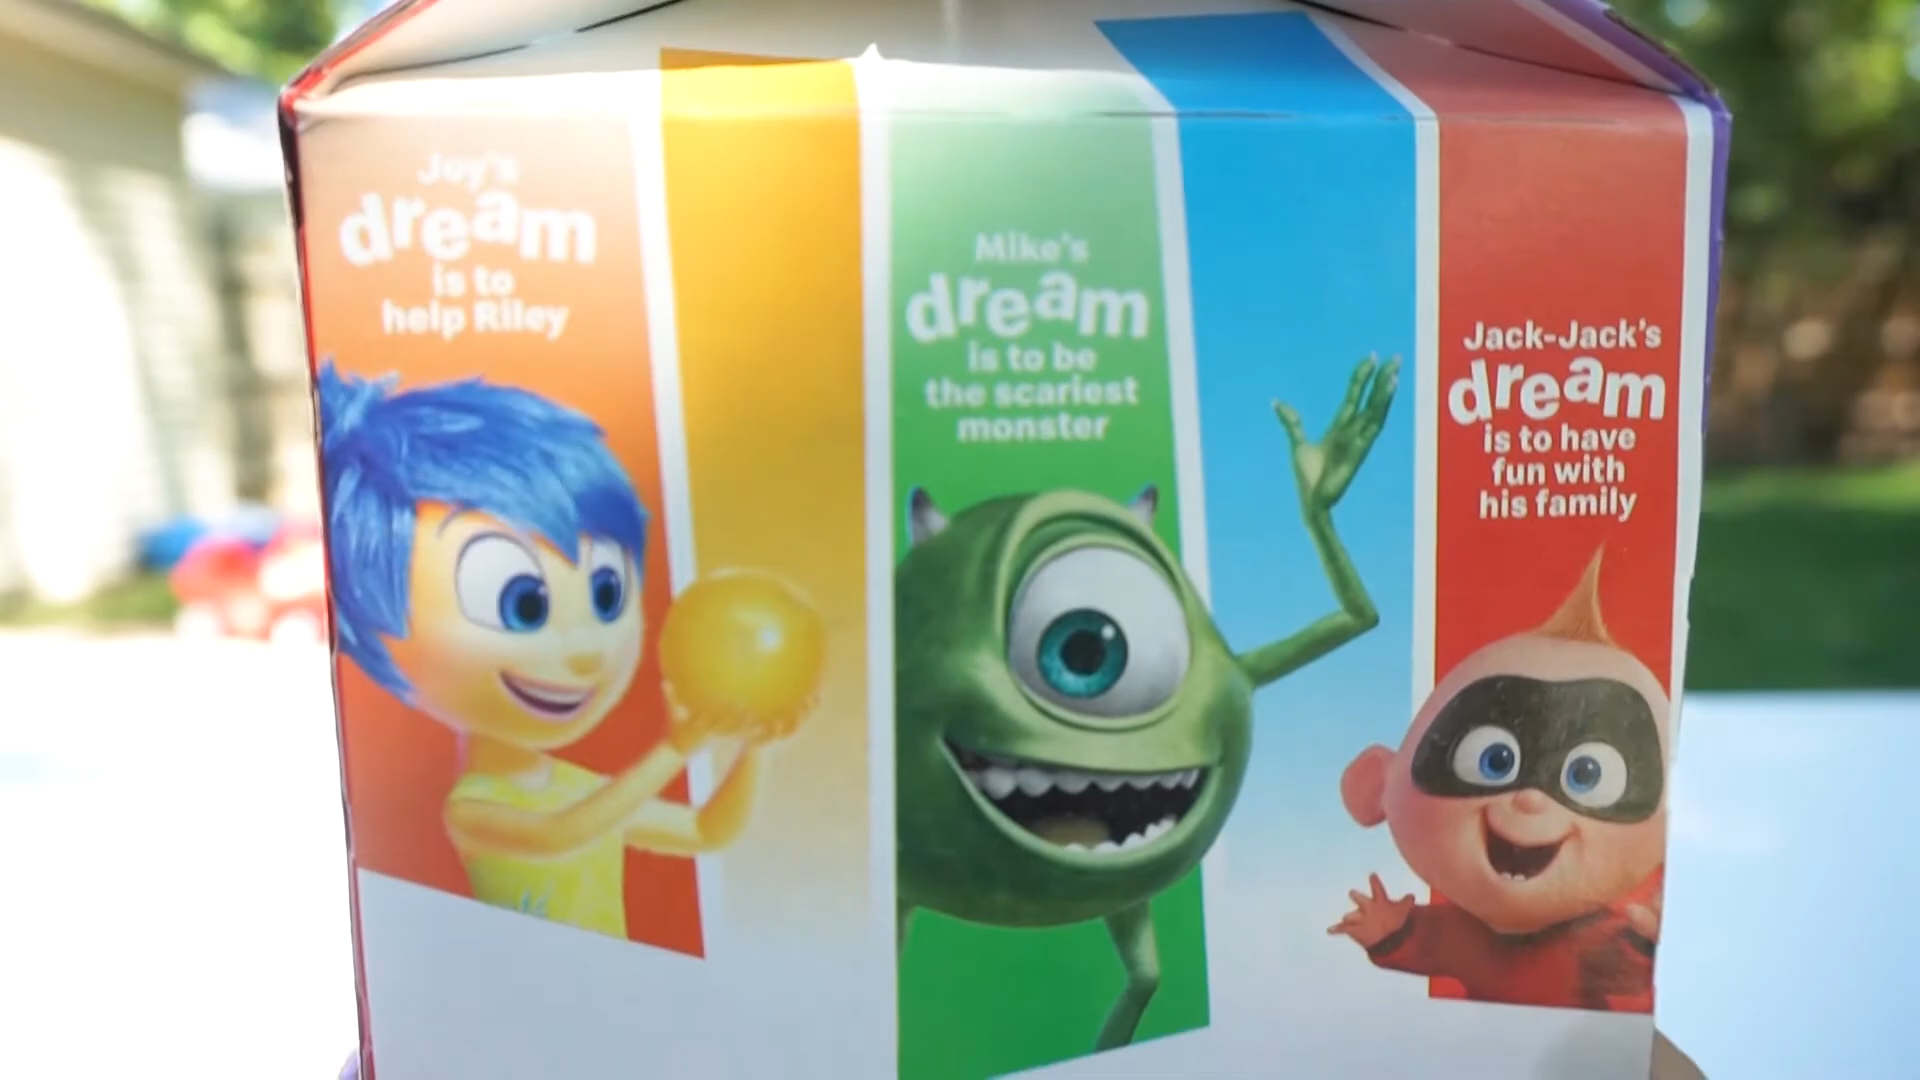 Joy's
dream
is to
help Riley
Mike's
dream
is to be
the scariest
monster
Jack-Jack's
dream
is to have
fun with
his family